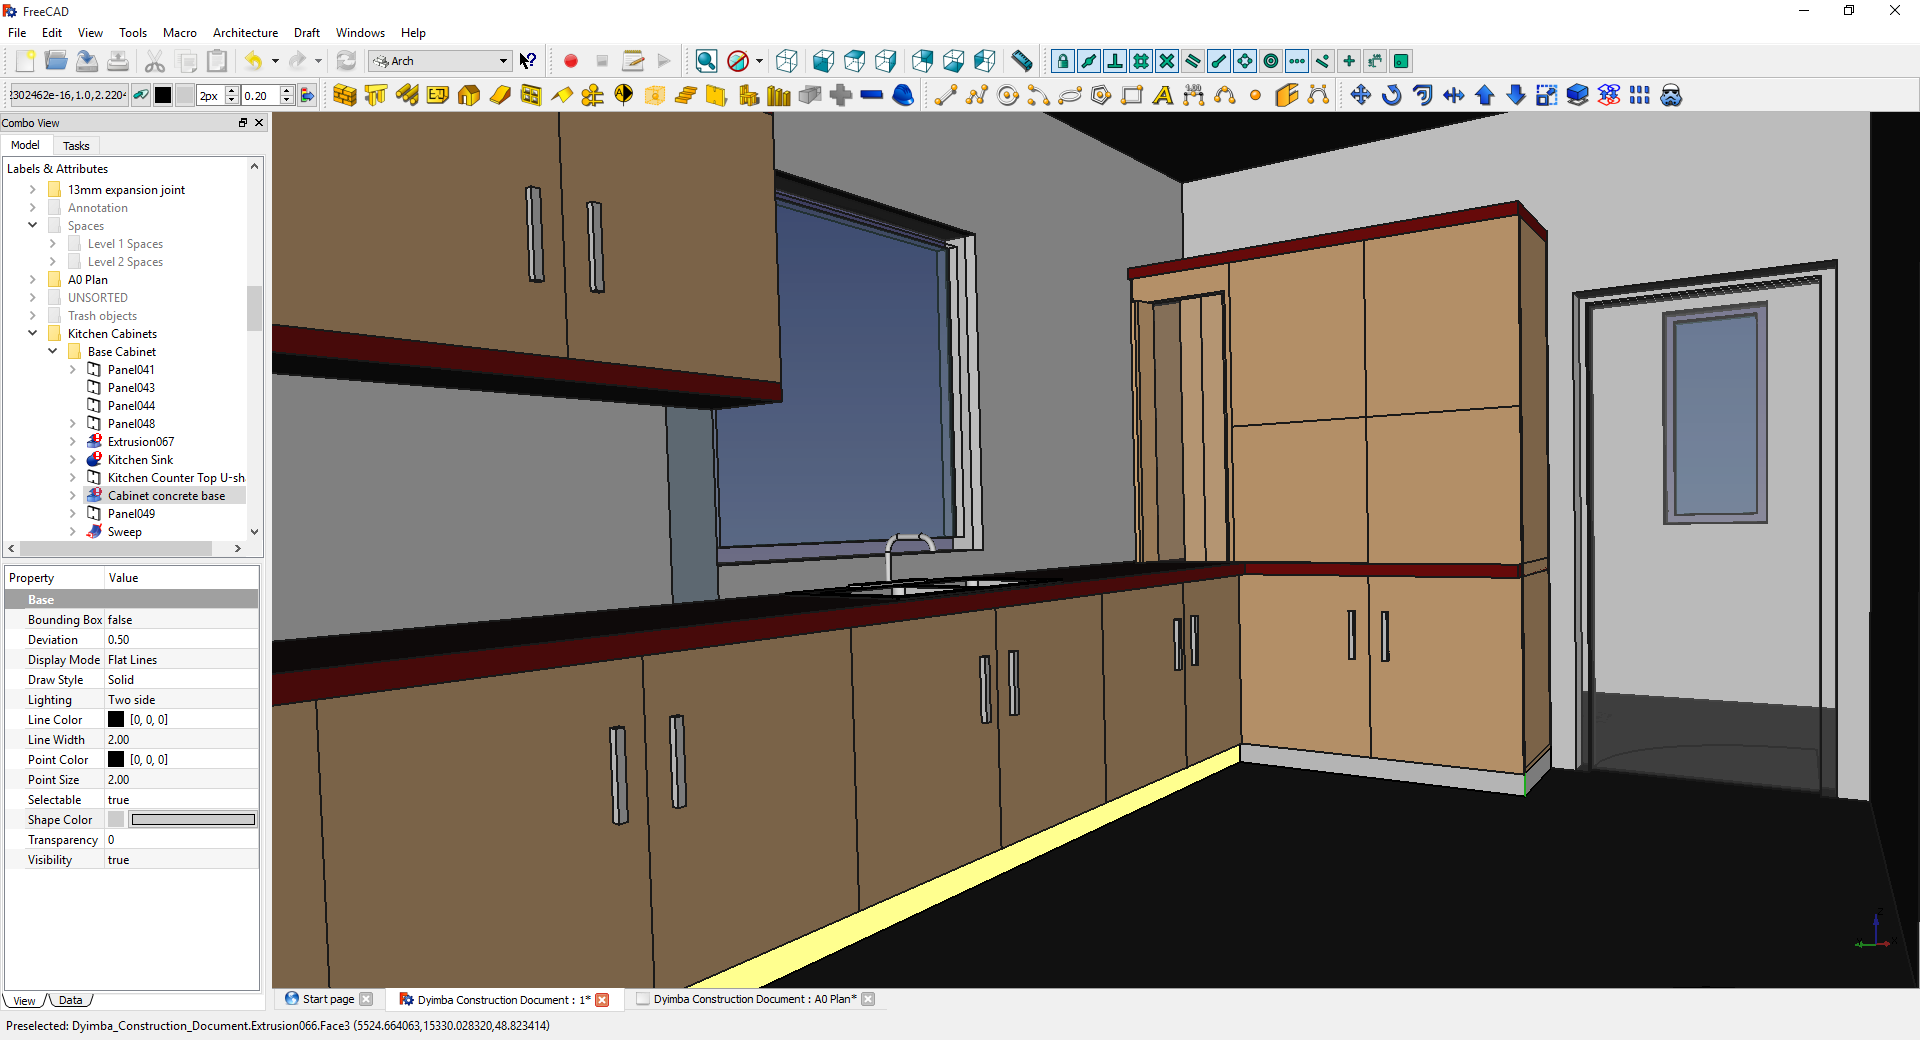 FreeCAD
File Edit View Tools Macro Architecture Draft Windows Help
Arch
2302462e-16,1.0,2.2204 2px 0.20
Combo View
Model Tasks
Labels & Attributes
13mm expansion joint
Annotation
Spaces
Level 1 Spaces
Level 2 Spaces
A0 Plan
UNSORTED
Trash objects
Kitchen Cabinets
Base Cabinet
Panel041
Panel043
Panel044
Panel048
Extrusion067
Kitchen Sink
Kitchen Counter Top U-sh
Cabinet concrete base
Panel049
Sweep
Property Value
Base
Bounding Box false
Deviation 0.50
Display Mode Flat Lines
Draw Style Solid
Lighting Two side
Line Color [0, 0, 0]
Line Width 2.00
Point Color [0, 0, 0]
Point Size 2.00
Selectable true
Shape Color
Transparency 0
Visibility true
View Data
Start page Dyimba Construction Document : 1* Dyimba Construction Document : A0 Plan*
Preselected: Dyimba_Construction_Document.Extrusion066.Face3 (5524.664063,15330.028320,48.823414)